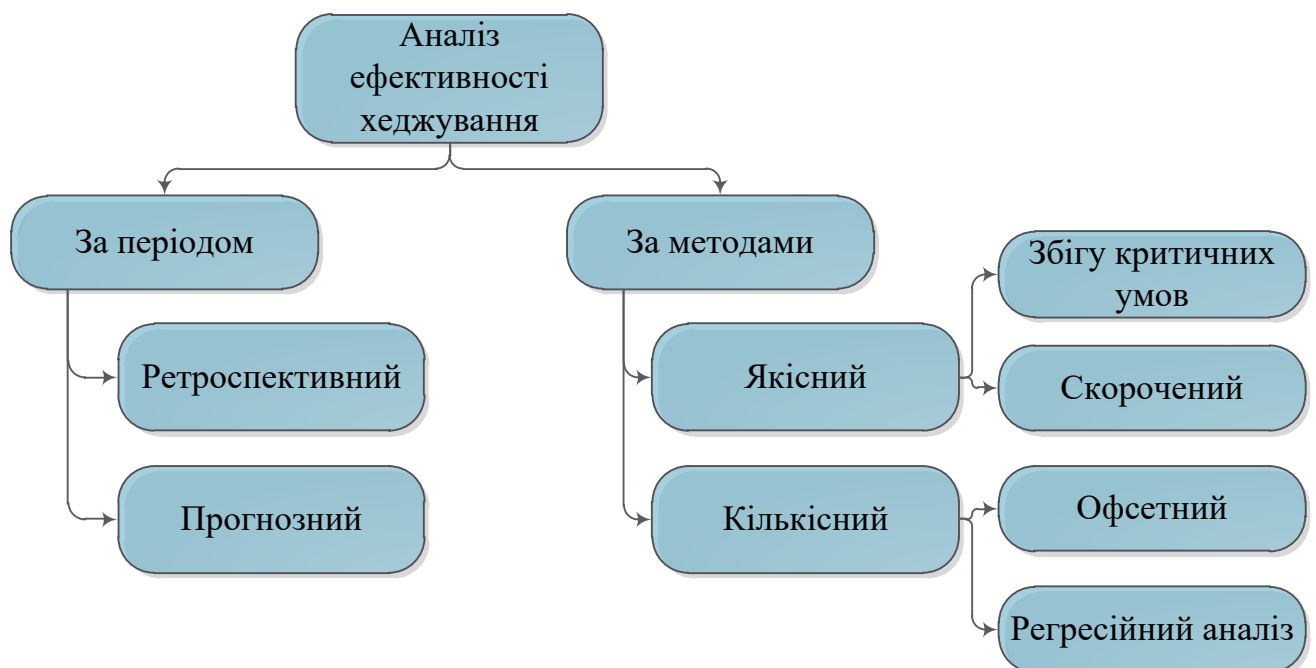 Аналіз
ефективності
хеджування
За періодом
За методами
Збігу критичних
умов
Ретроспективний
Якісний
Скорочений
Прогнозний
Кількісний
Офсетний
Регресійний аналіз